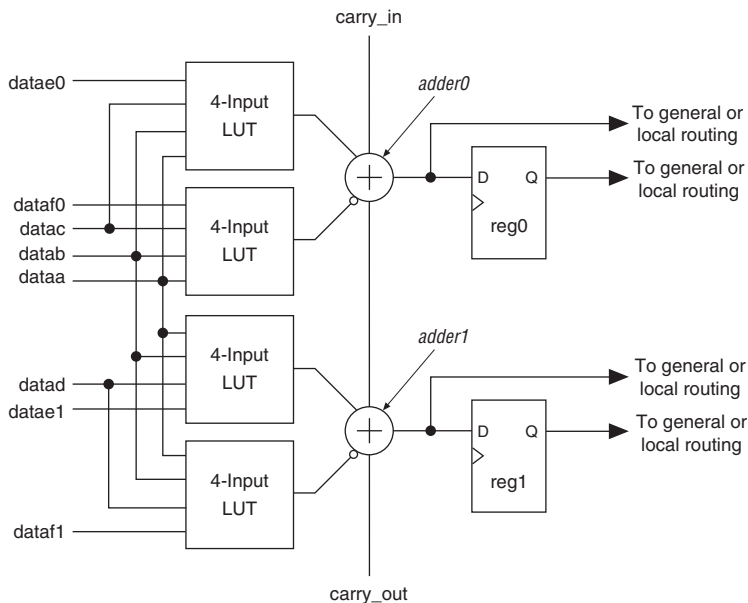 carry_in
datae0
4-Input
LUT
adder0
To general or
local routing
To general or
local routing
D Q
reg0
dataf0
datac
datab
dataa
4-Input
LUT
4-Input
LUT
adder1
datad
datae1
To general or
local routing
To general or
local routing
D Q
reg1
4-Input
LUT
dataf1
carry_out